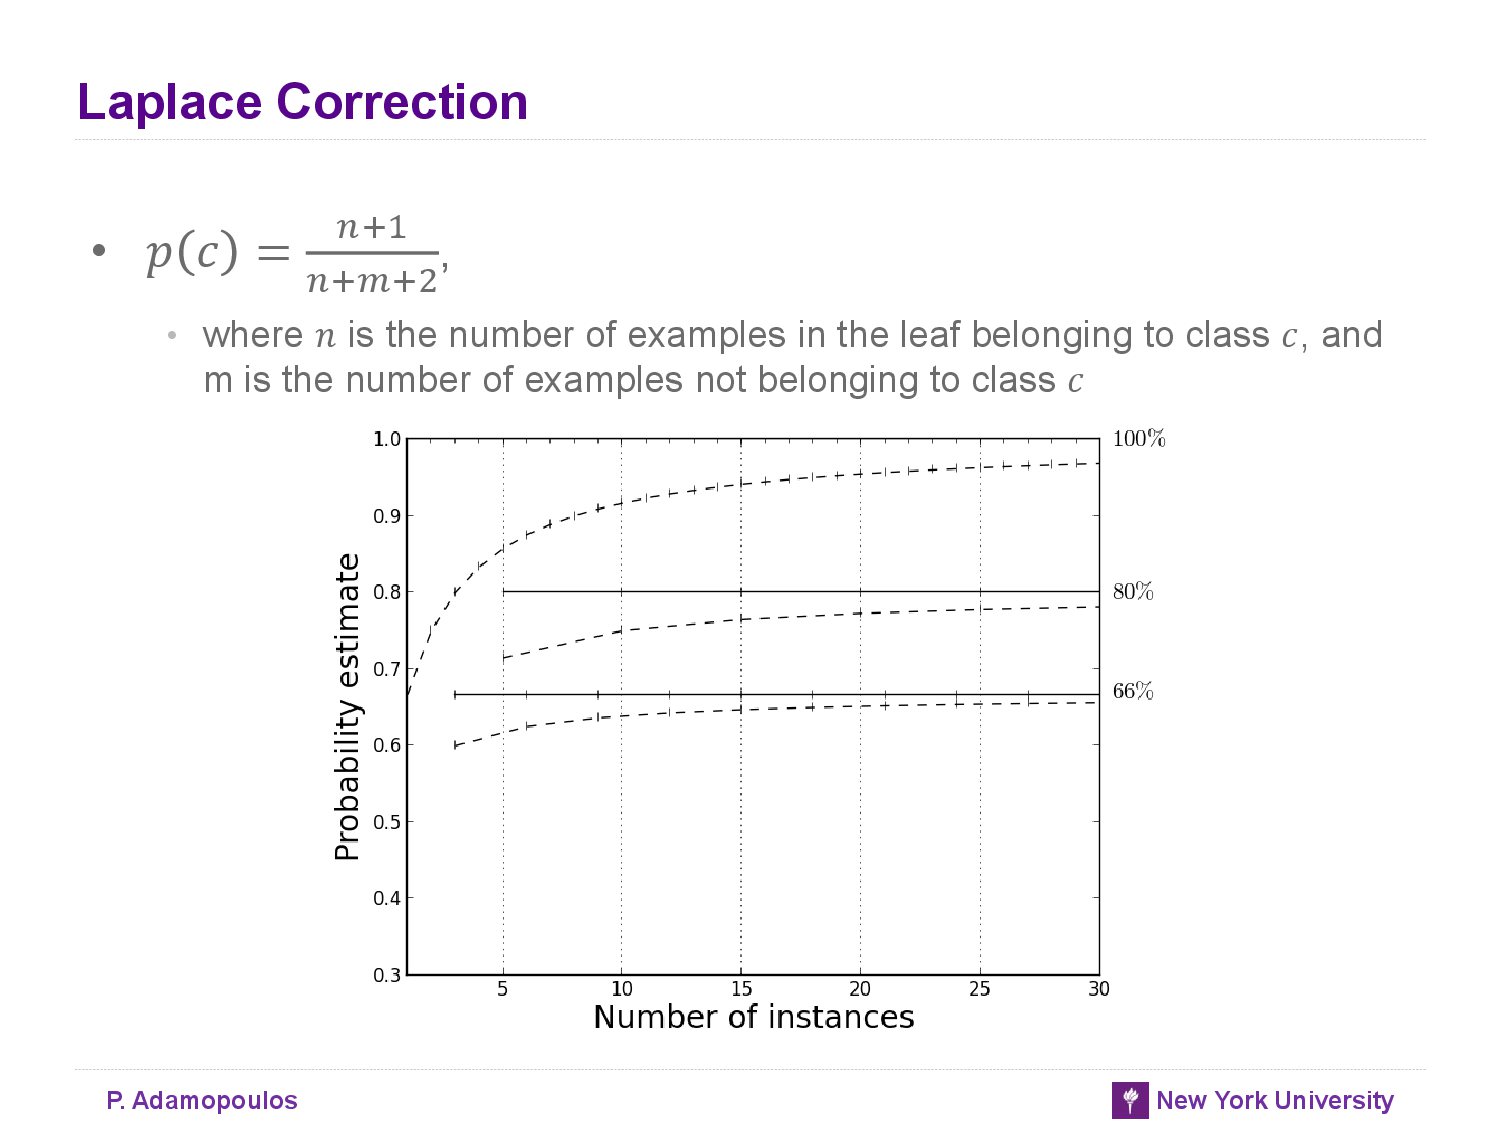 Laplace Correction
• 𝑝(𝑐) = \frac{𝑛+1}{𝑛+𝑚+2},
• where 𝑛 is the number of examples in the leaf belonging to class 𝑐, and
m is the number of examples not belonging to class 𝑐
1.0
0.9
0.8
0.7
0.6
0.5
0.4
0.3
Probability estimate
100%
80%
66%
5 10 15 20 25 30
Number of instances
P. Adamopoulos
New York University